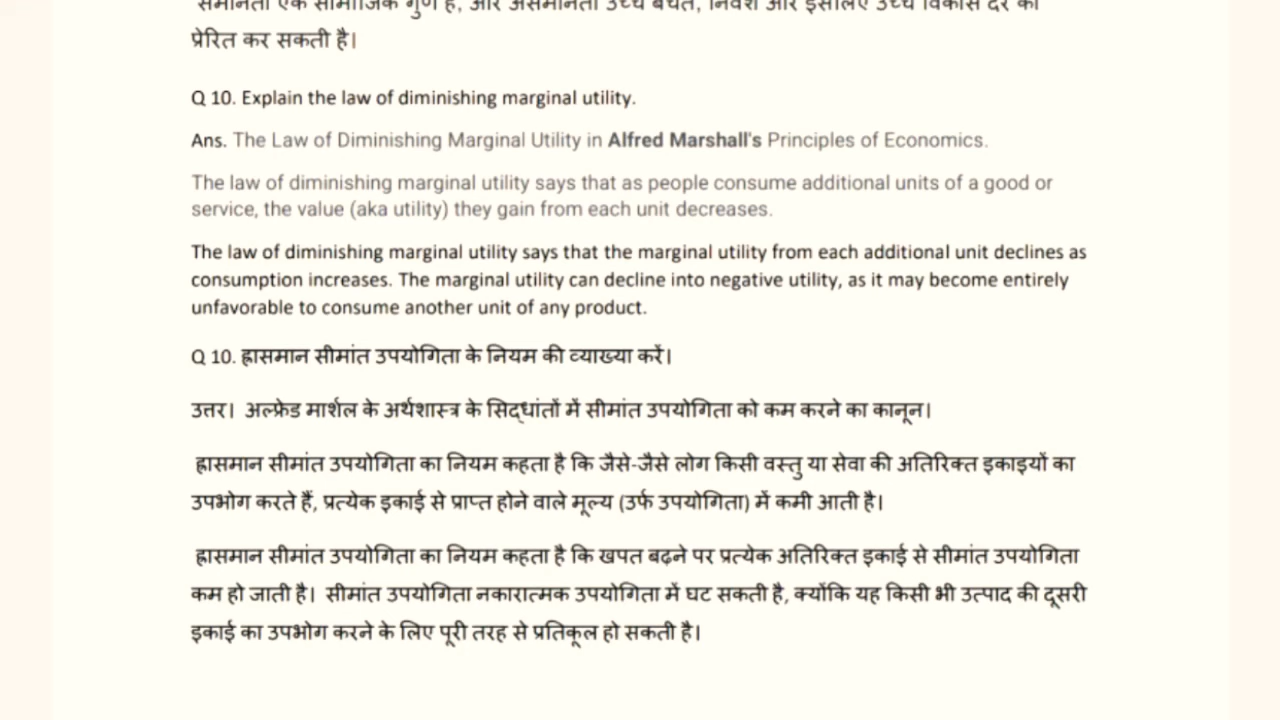 समानता एक सामाजिक गुण है, और असमानता उच्च बचत, निवेश और इसलिए उच्च विकास दर को
प्रेरित कर सकती है।
Q 10. Explain the law of diminishing marginal utility.
Ans. The Law of Diminishing Marginal Utility in Alfred Marshall's Principles of Economics.
The law of diminishing marginal utility says that as people consume additional units of a good or
service, the value (aka utility) they gain from each unit decreases.
The law of diminishing marginal utility says that the marginal utility from each additional unit declines as
consumption increases. The marginal utility can decline into negative utility, as it may become entirely
unfavorable to consume another unit of any product.
Q 10. ह्रासमान सीमांत उपयोगिता के नियम की व्याख्या करें।
उत्तर। अल्फ्रेड मार्शल के अर्थशास्त्र के सिद्धांतों में सीमांत उपयोगिता को कम करने का कानून।
ह्रासमान सीमांत उपयोगिता का नियम कहता है कि जैसे-जैसे लोग किसी वस्तु या सेवा की अतिरिक्त इकाइयों का
उपभोग करते हैं, प्रत्येक इकाई से प्राप्त होने वाले मूल्य (उर्फ उपयोगिता) में कमी आती है।
ह्रासमान सीमांत उपयोगिता का नियम कहता है कि खपत बढ़ने पर प्रत्येक अतिरिक्त इकाई से सीमांत उपयोगिता
कम हो जाती है। सीमांत उपयोगिता नकारात्मक उपयोगिता में घट सकती है, क्योंकि यह किसी भी उत्पाद की दूसरी
इकाई का उपभोग करने के लिए पूरी तरह से प्रतिकूल हो सकती है।